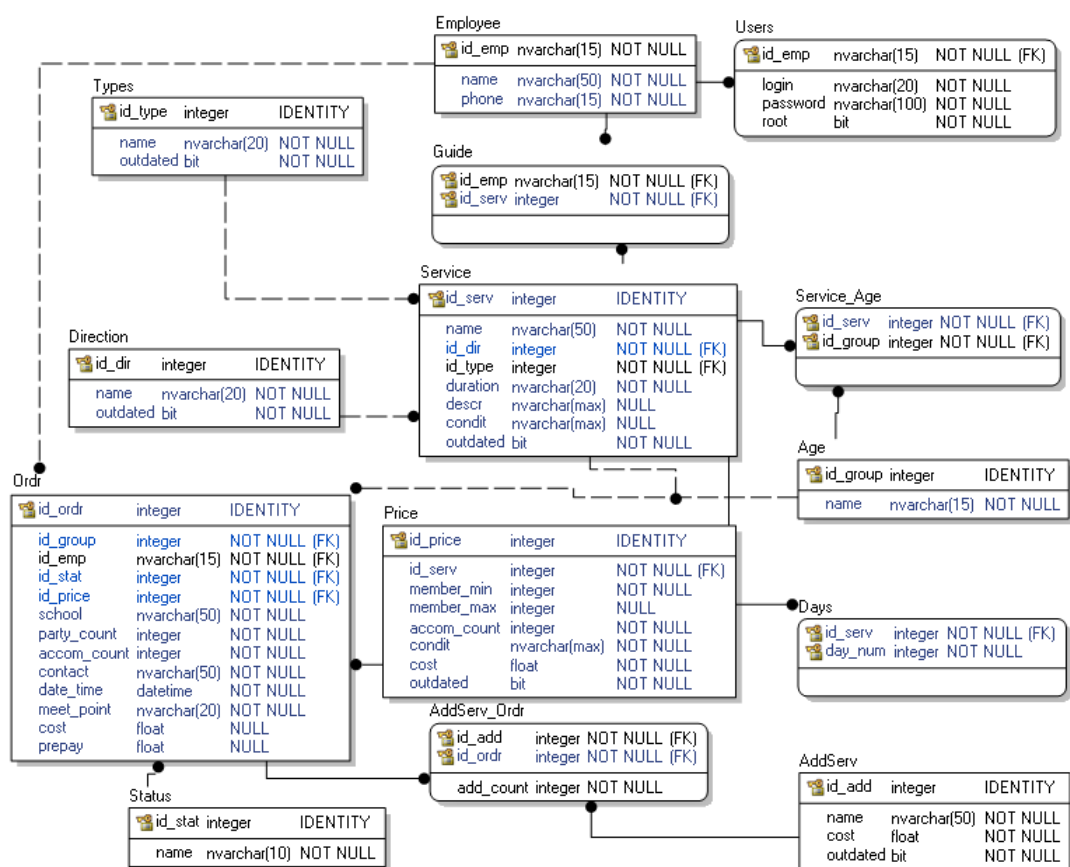 Employee
id_emp nvarchar(15) NOT NULL
name nvarchar(50) NOT NULL
phone nvarchar(15) NOT NULL
Users
id_emp nvarchar(15) NOT NULL (FK)
login nvarchar(20) NOT NULL
password nvarchar(100) NOT NULL
root bit NOT NULL
Types
id_type integer IDENTITY
name nvarchar(20) NOT NULL
outdated bit NOT NULL
Guide
id_emp nvarchar(15) NOT NULL (FK)
id_serv integer NOT NULL (FK)
Service
id_serv integer IDENTITY
name nvarchar(50) NOT NULL
id_dir integer NOT NULL (FK)
id_type integer NOT NULL (FK)
duration nvarchar(20) NOT NULL
descr nvarchar(max) NULL
condit nvarchar(max) NULL
outdated bit NOT NULL
Service_Age
id_serv integer NOT NULL (FK)
id_group integer NOT NULL (FK)
Direction
id_dir integer IDENTITY
name nvarchar(20) NOT NULL
outdated bit NOT NULL
Age
id_group integer IDENTITY
name nvarchar(15) NOT NULL
Ordr
id_ordr integer IDENTITY
id_group integer NOT NULL (FK)
id_emp nvarchar(15) NOT NULL (FK)
id_stat integer NOT NULL (FK)
id_price integer NOT NULL (FK)
school nvarchar(50) NOT NULL
party_count integer NOT NULL
accom_count integer NOT NULL
contact nvarchar(50) NOT NULL
date_time datetime NOT NULL
meet_point nvarchar(20) NOT NULL
cost float NULL
prepay float NULL
Price
id_price integer IDENTITY
id_serv integer NOT NULL (FK)
member_min integer NOT NULL
member_max integer NULL
accom_count integer NOT NULL
condit nvarchar(max) NOT NULL
cost float NOT NULL
outdated bit NOT NULL
Days
id_serv integer NOT NULL (FK)
day_num integer NOT NULL
AddServ_Ordr
id_add integer NOT NULL (FK)
id_ordr integer NOT NULL (FK)
add_count integer NOT NULL
AddServ
id_add integer IDENTITY
name nvarchar(50) NOT NULL
cost float NOT NULL
outdated bit NOT NULL
Status
id_stat integer IDENTITY
name nvarchar(10) NOT NULL